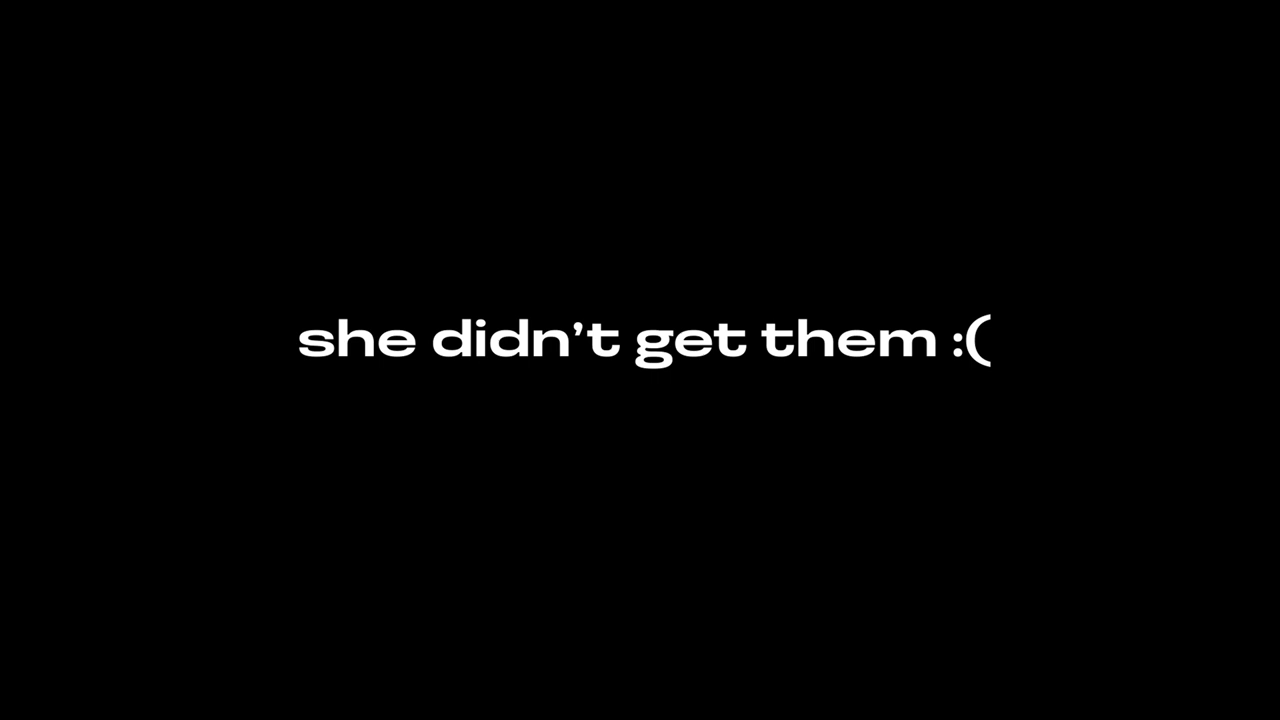 she didn’t get them :(